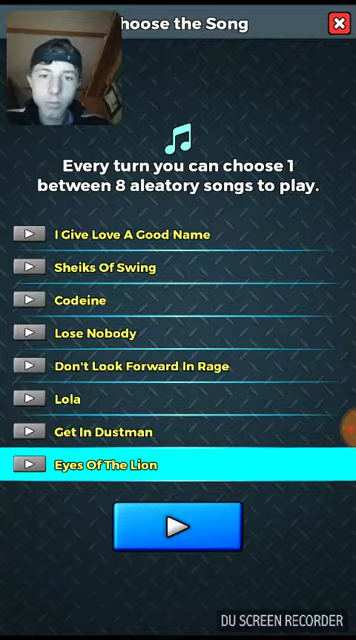 hoose the Song
Every turn you can choose 1
between 8 aleatory songs to play.
I Give Love A Good Name
Sheiks Of Swing
Codeine
Lose Nobody
Don't Look Forward In Rage
Lola
Get In Dustman
Eyes Of The Lion
DU SCREEN RECORDER